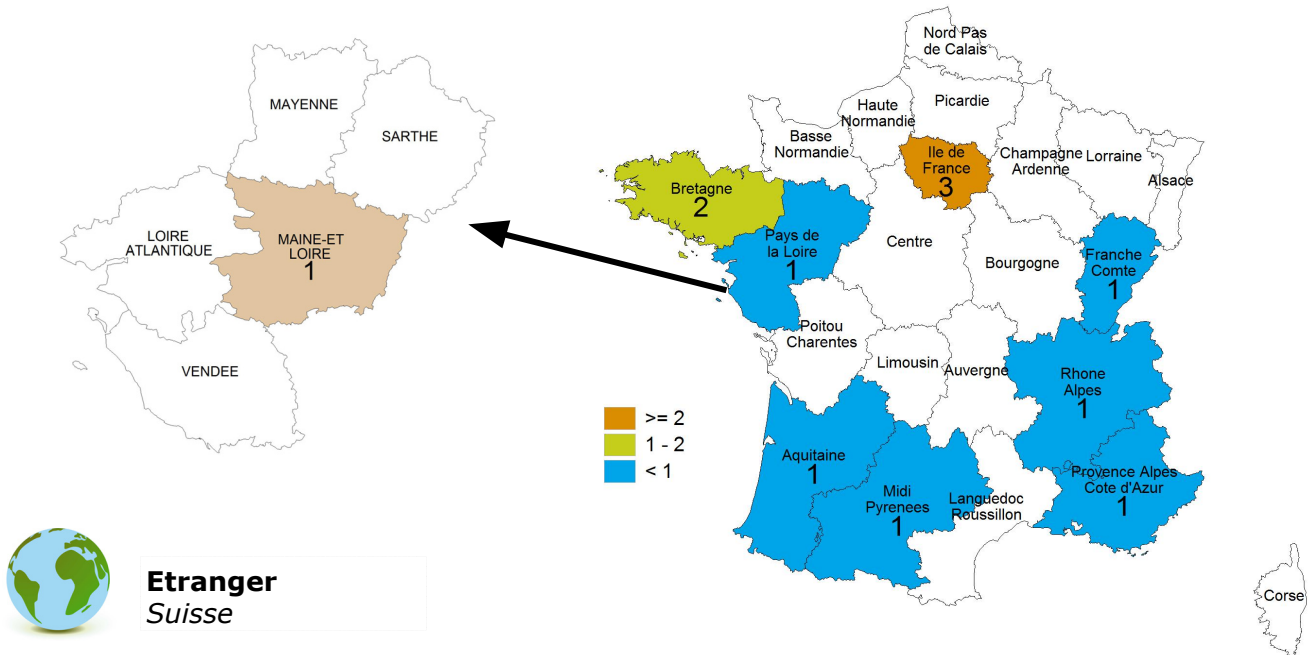 MAYENNE
SARTHE
LOIRE
ATLANTIQUE
MAINE-ET
LOIRE
1
VENDEE
Etranger
Suisse
Nord Pas
de Calais
Picardie
Haute
Normandie
Basse
Normandie
Ile de
France
3
Champagne
Ardenne
Lorraine
Alsace
Bretagne
2
Pays de
la Loire
1
Centre
Bourgogne
Franche
Comte
1
Poitou
Charentes
Limousin
Auvergne
Rhone
Alpes
1
Aquitaine
1
Midi
Pyrenees
1
Languedoc
Roussillon
Provence Alpes
Cote d'Azur
1
Corse
>= 2
1 - 2
< 1